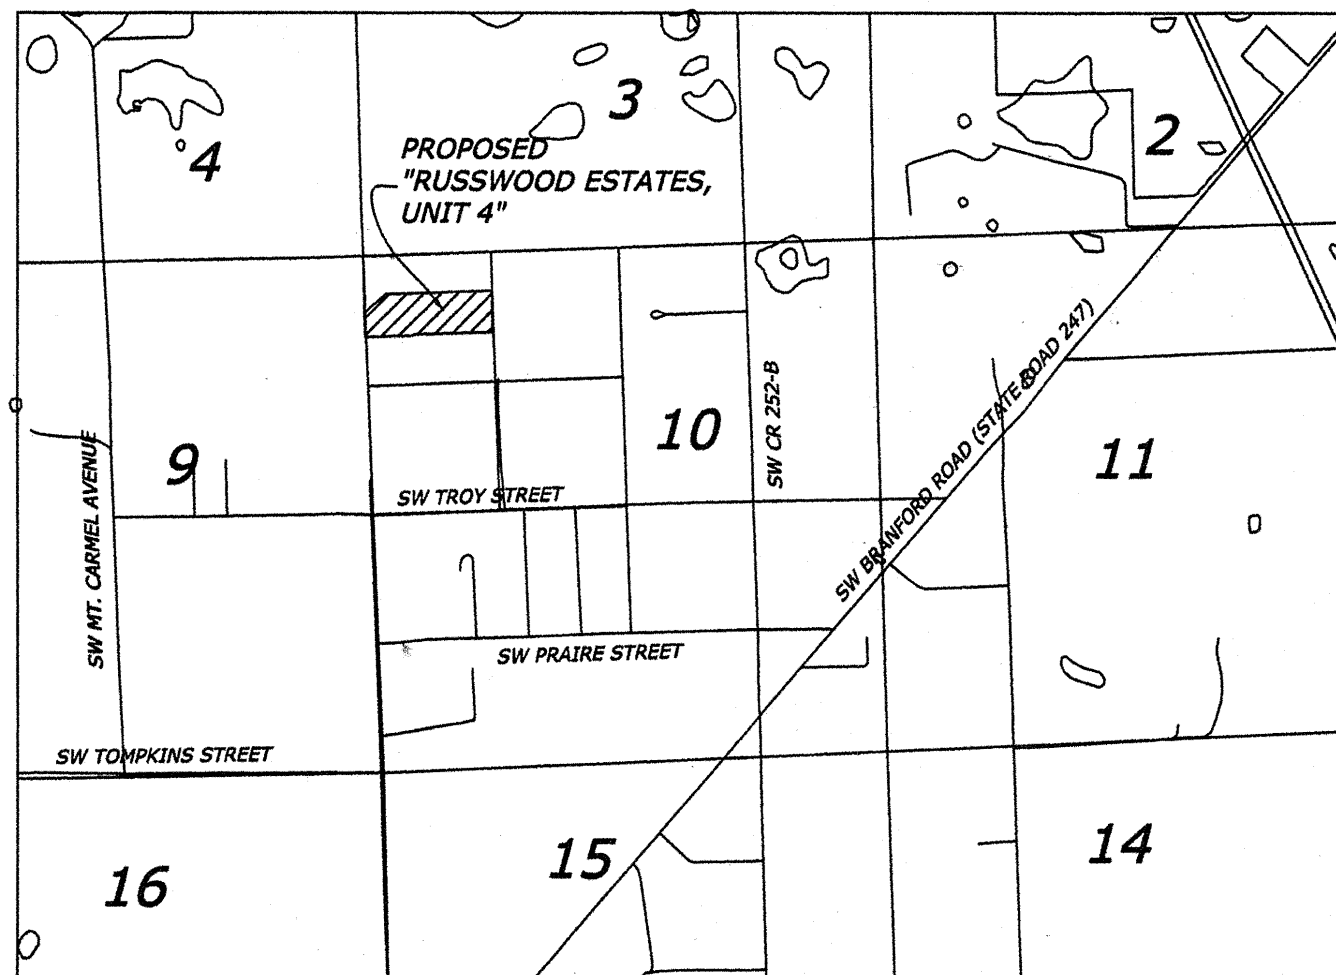 3
2
4
PROPOSED
"RUSSWOOD ESTATES,
UNIT 4"
SW BRANFORD ROAD (STATE ROAD 247)
SW CR 252-B
10
11
9
SW MT. CARMEL AVENUE
SW TROY STREET
SW PRAIRE STREET
SW TOMPKINS STREET
15
14
16